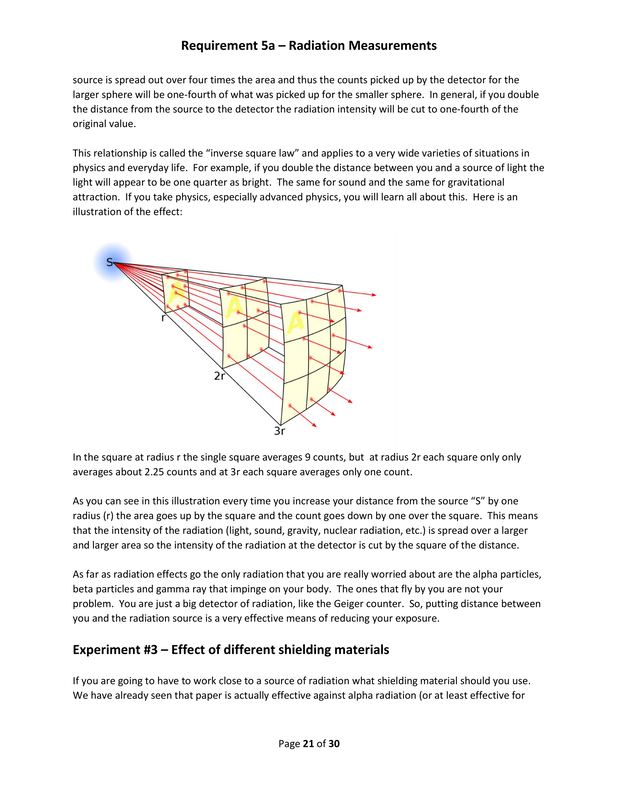 Requirement 5a – Radiation Measurements
source is spread out over four times the area and thus the counts picked up by the detector for the
larger sphere will be one-fourth of what was picked up for the smaller sphere.  In general, if you double
the distance from the source to the detector the radiation intensity will be cut to one-fourth of the
original value.
This relationship is called the “inverse square law” and applies to a very wide varieties of situations in
physics and everyday life.  For example, if you double the distance between you and a source of light the
light will appear to be one quarter as bright.  The same for sound and the same for gravitational
attraction.  If you take physics, especially advanced physics, you will learn all about this.  Here is an
illustration of the effect:
S
A
A
A
r
2r
3r
In the square at radius r the single square averages 9 counts, but  at radius 2r each square only only
averages about 2.25 counts and at 3r each square averages only one count.
As you can see in this illustration every time you increase your distance from the source “S” by one
radius (r) the area goes up by the square and the count goes down by one over the square.  This means
that the intensity of the radiation (light, sound, gravity, nuclear radiation, etc.) is spread over a larger
and larger area so the intensity of the radiation at the detector is cut by the square of the distance.
As far as radiation effects go the only radiation that you are really worried about are the alpha particles,
beta particles and gamma ray that impinge on your body.  The ones that fly by you are not your
problem.  You are just a big detector of radiation, like the Geiger counter.  So, putting distance between
you and the radiation source is a very effective means of reducing your exposure.
Experiment #3 – Effect of different shielding materials
If you are going to have to work close to a source of radiation what shielding material should you use.
We have already seen that paper is actually effective against alpha radiation (or at least effective for
Page 21 of 30